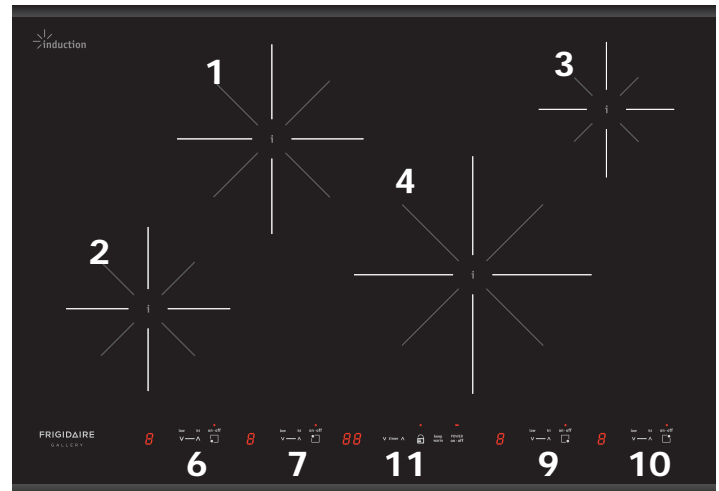 induction
1
3
i
i
4
2
i
i
FRIGIDAIRE
GALLERY
8
low hi on•off
8
low hi on•off
88
timer
keep
warm
POWER
on•off
8
low hi on•off
8
low hi on•off
6
7
11
9
10